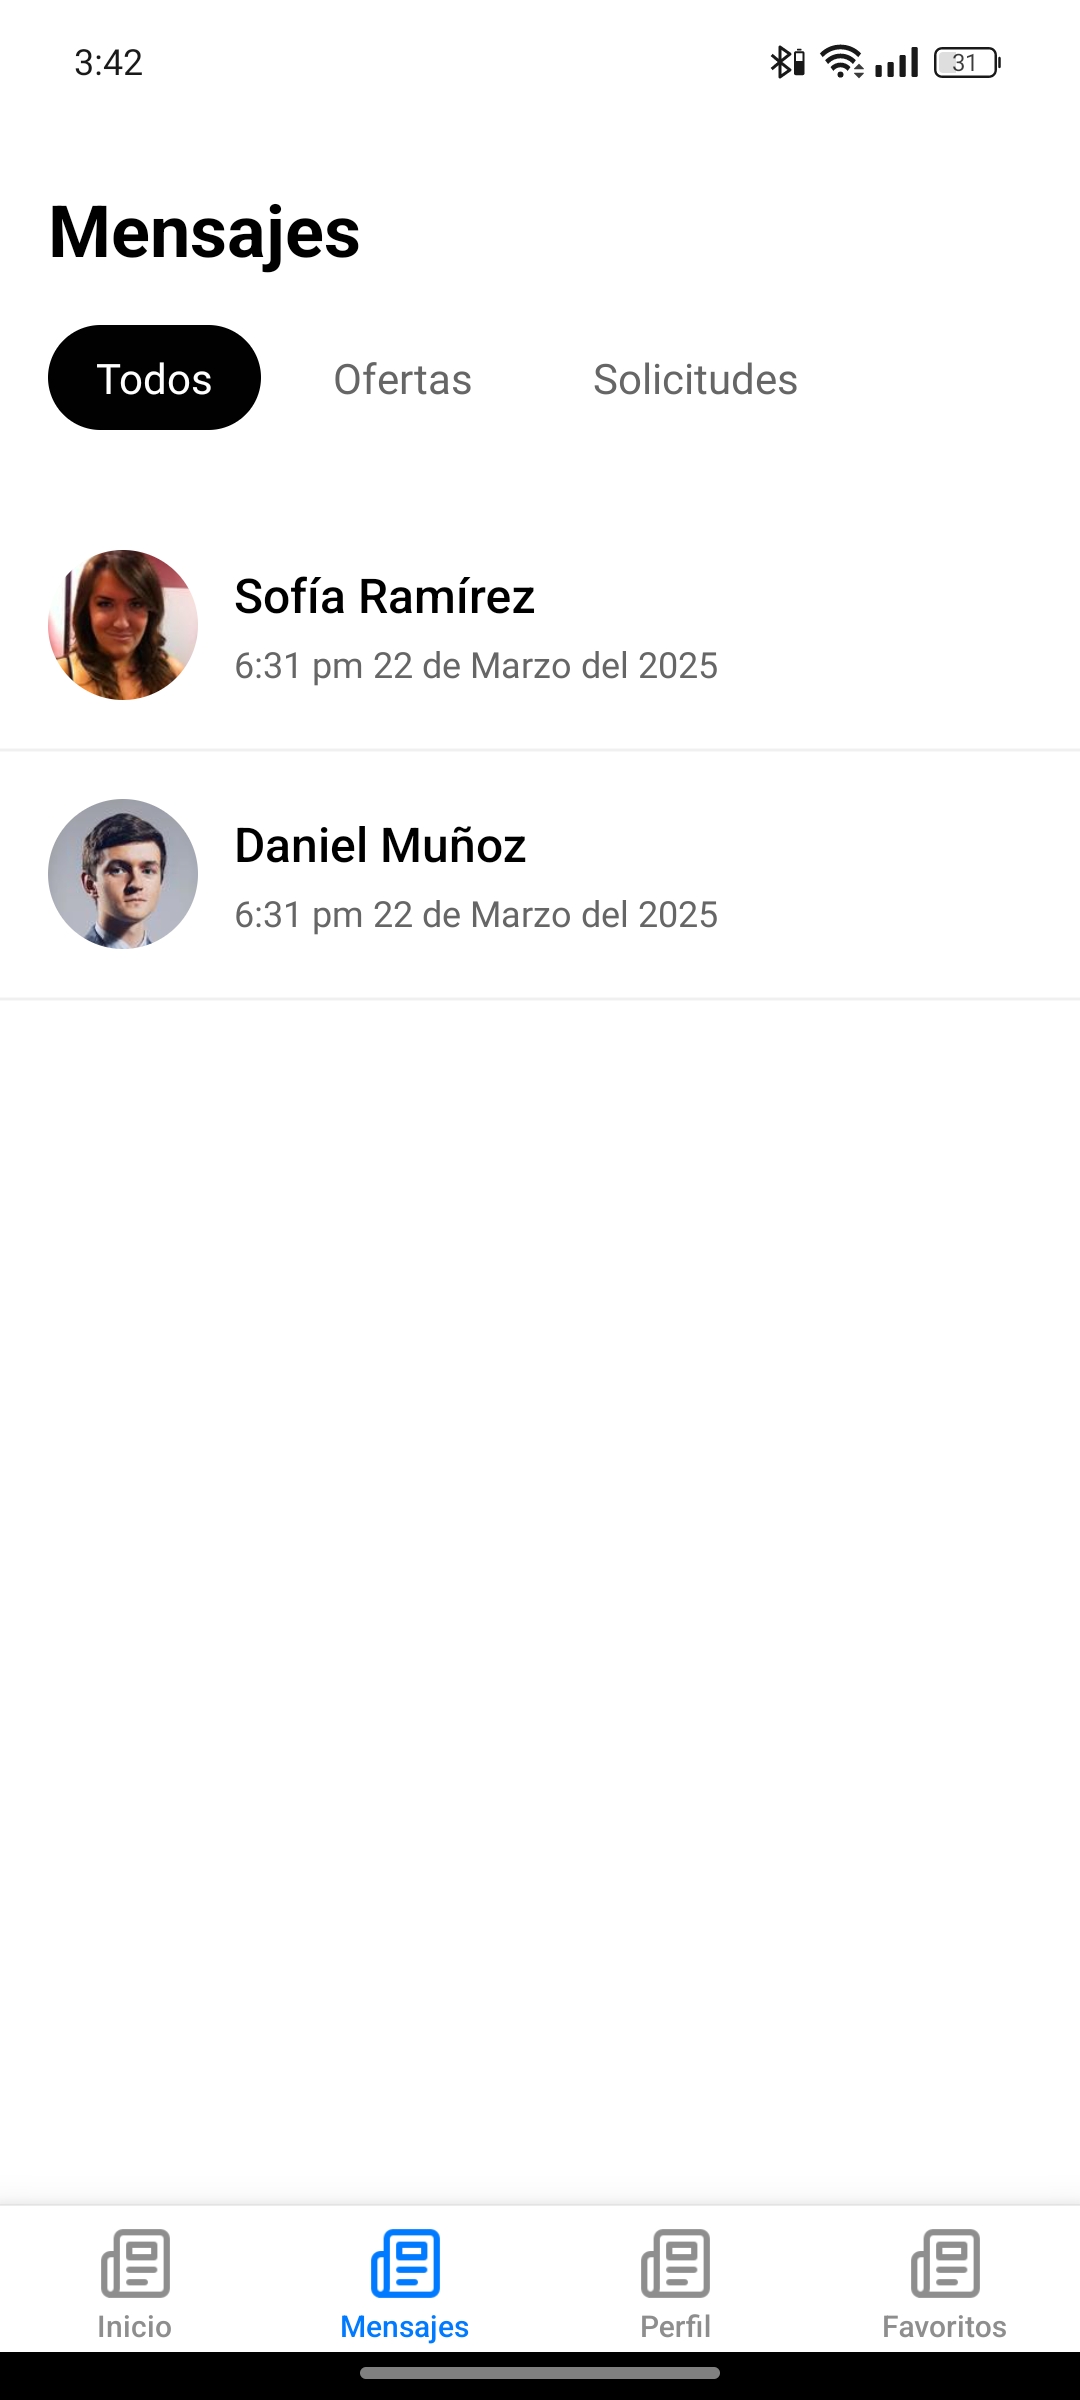 3:42
31
Mensajes
Todos Ofertas Solicitudes
Sofía Ramírez
6:31 pm 22 de Marzo del 2025
Daniel Muñoz
6:31 pm 22 de Marzo del 2025
Inicio Mensajes Perfil Favoritos